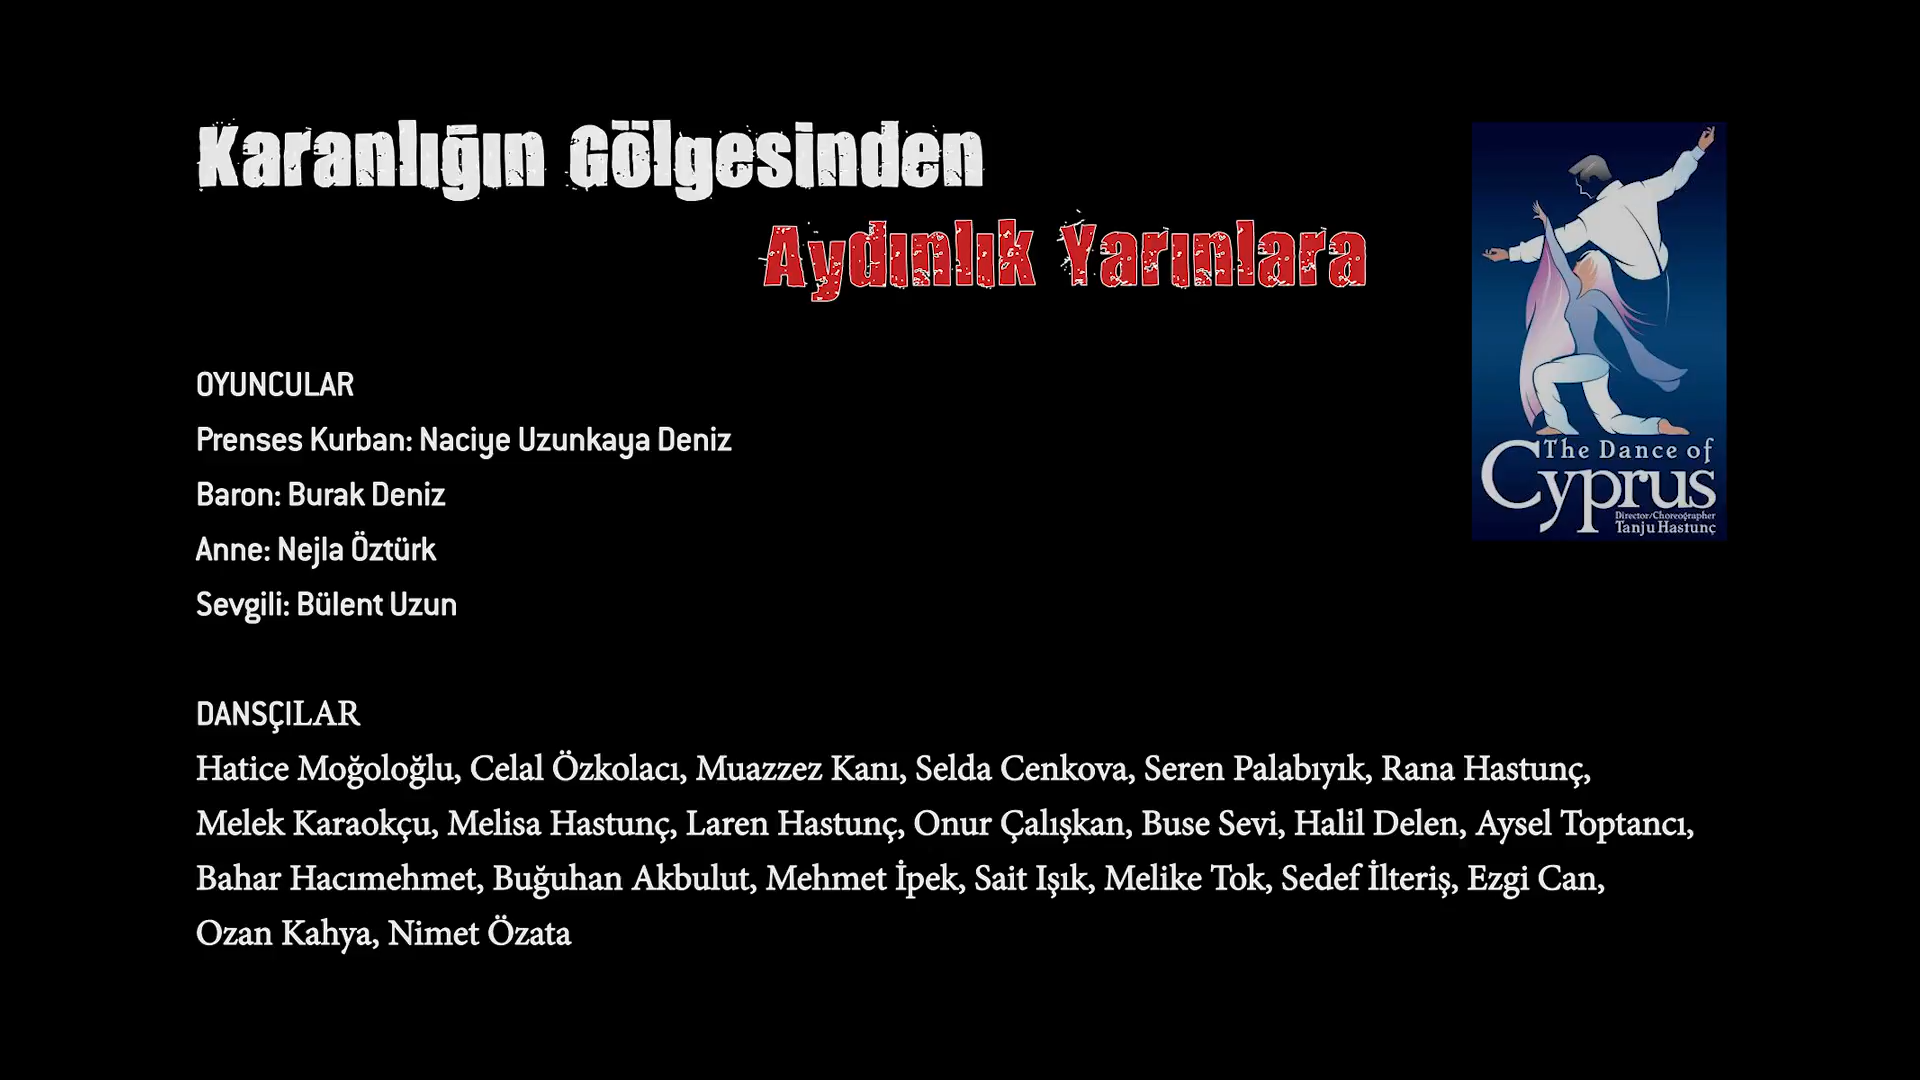 Karanlığın Gölgesinden
Aydınlık Yarınlara
OYUNCULAR
Prenses Kurban: Naciye Uzunkaya Deniz
Baron: Burak Deniz
Anne: Nejla Öztürk
Sevgili: Bülent Uzun
DANSÇILAR
Hatice Moğoloğlu, Celal Özkolacı, Muazzez Kanı, Selda Cenkova, Seren Palabıyık, Rana Hastunç,
Melek Karaokçu, Melisa Hastunç, Laren Hastunç, Onur Çalışkan, Buse Sevi, Halil Delen, Aysel Toptancı,
Bahar Hacımehmet, Buğuhan Akbulut, Mehmet İpek, Sait Işık, Melike Tok, Sedef İlteriş, Ezgi Can,
Ozan Kahya, Nimet Özata
The Dance of
Cyprus
Director/Choreographer
Tanju Hastunç